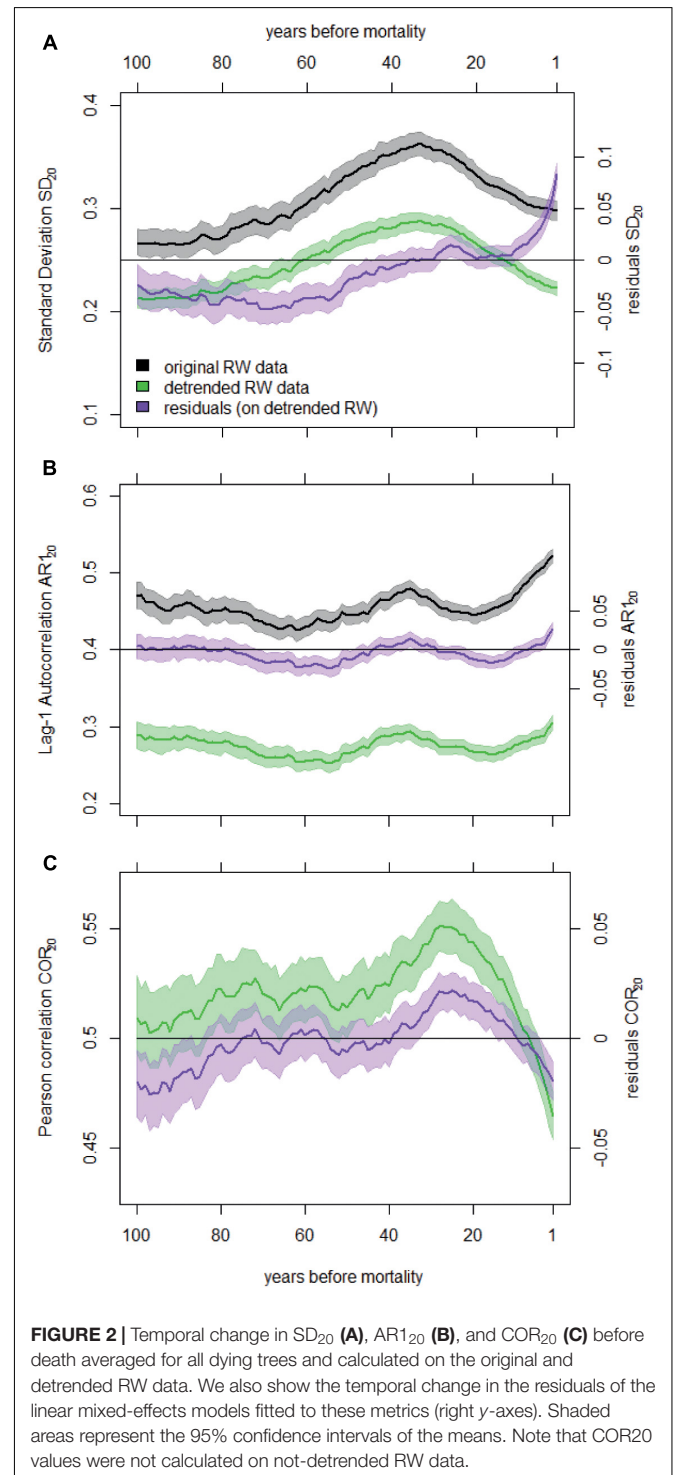 A
years before mortality
100 80 60 40 20 1
Standard Deviation SD20
0.4
0.3
0.2
0.1
residuals SD20
0.1
0.05
0
-0.05
-0.1
original RW data
detrended RW data
residuals (on detrended RW)
B
Lag-1 Autocorrelation AR120
0.6
0.5
0.4
0.3
0.2
residuals AR120
0.05
0
-0.05
C
Pearson correlation COR20
0.55
0.5
0.45
residuals COR20
0.05
0
-0.05
100 80 60 40 20 1
years before mortality
FIGURE 2 | Temporal change in SD20 (A), AR120 (B), and COR20 (C) before
death averaged for all dying trees and calculated on the original and
detrended RW data. We also show the temporal change in the residuals of the
linear mixed-effects models fitted to these metrics (right y-axes). Shaded
areas represent the 95% confidence intervals of the means. Note that COR20
values were not calculated on not-detrended RW data.